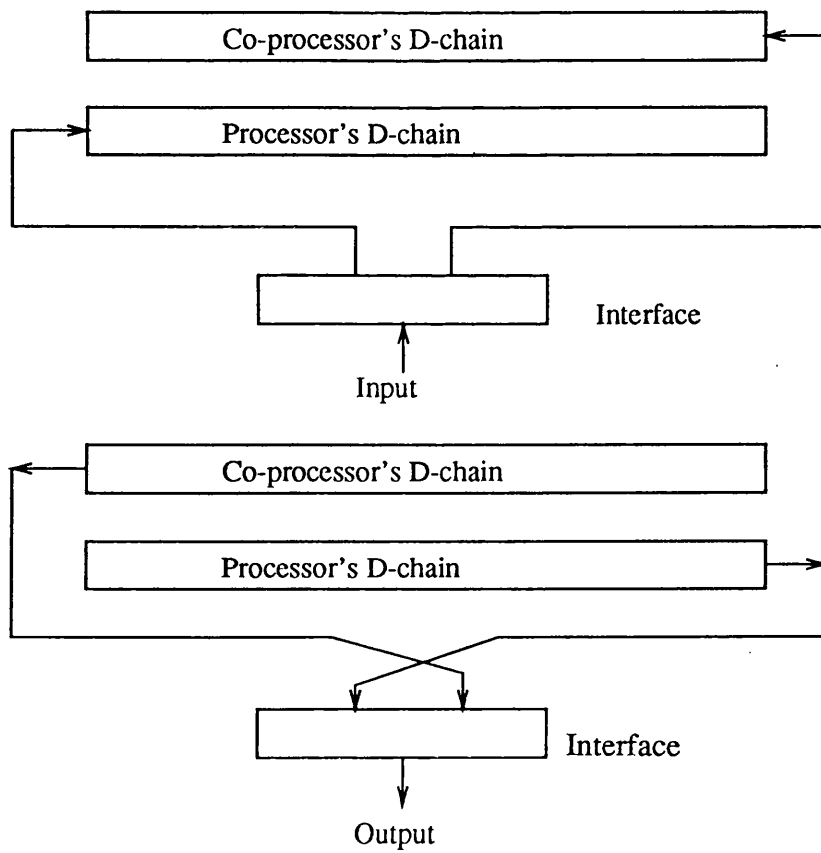 Co-processor's D-chain
Processor's D-chain
Interface
Input
Co-processor's D-chain
Processor's D-chain
Interface
Output